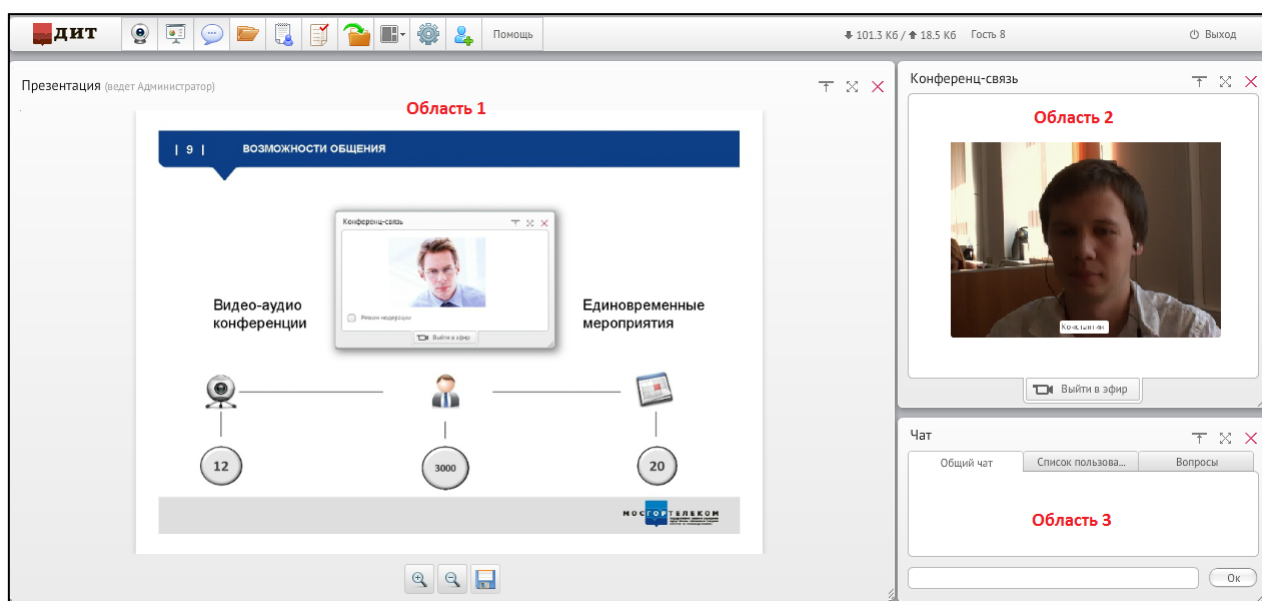 ДИТ
Помощь
101.3 Кб / 18.5 Кб Гость 8
Выход
Презентация (ведет Администратор)
Область 1
| 9 | ВОЗМОЖНОСТИ ОБЩЕНИЯ
Конференц-связь
Режим модерации
Выйти в эфир
Видео-аудио
конференции
Единовременные
мероприятия
12
3000
20
МОСГОРТЕЛЕКОМ
Конференц-связь
Область 2
Константин
Выйти в эфир
Чат
Общий чат
Список пользова...
Вопросы
Область 3
Ок